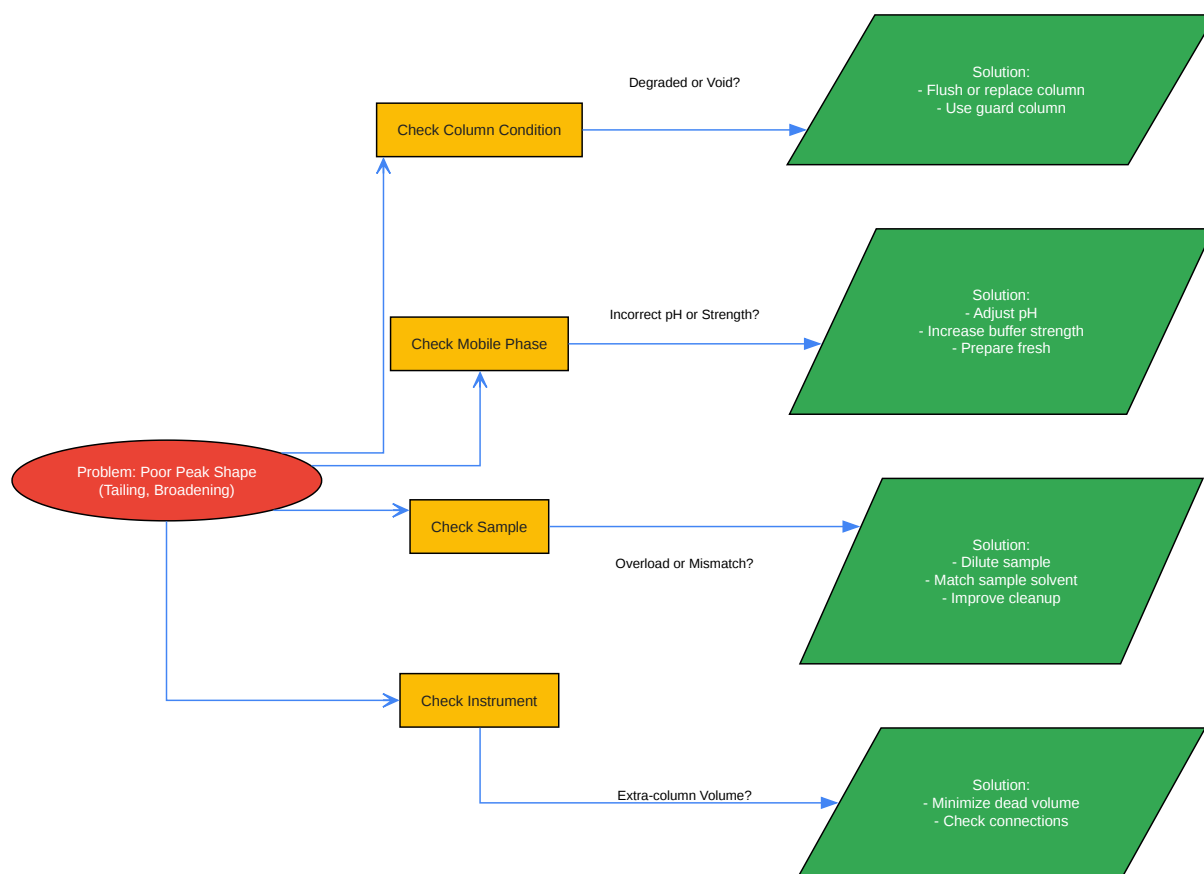 Degraded or Void?
Check Column Condition
Solution:
- Flush or replace column
- Use guard column
Incorrect pH or Strength?
Check Mobile Phase
Solution:
- Adjust pH
- Increase buffer strength
- Prepare fresh
Problem: Poor Peak Shape
(Tailing, Broadening)
Check Sample
Overload or Mismatch?
Solution:
- Dilute sample
- Match sample solvent
- Improve cleanup
Check Instrument
Extra-column Volume?
Solution:
- Minimize dead volume
- Check connections